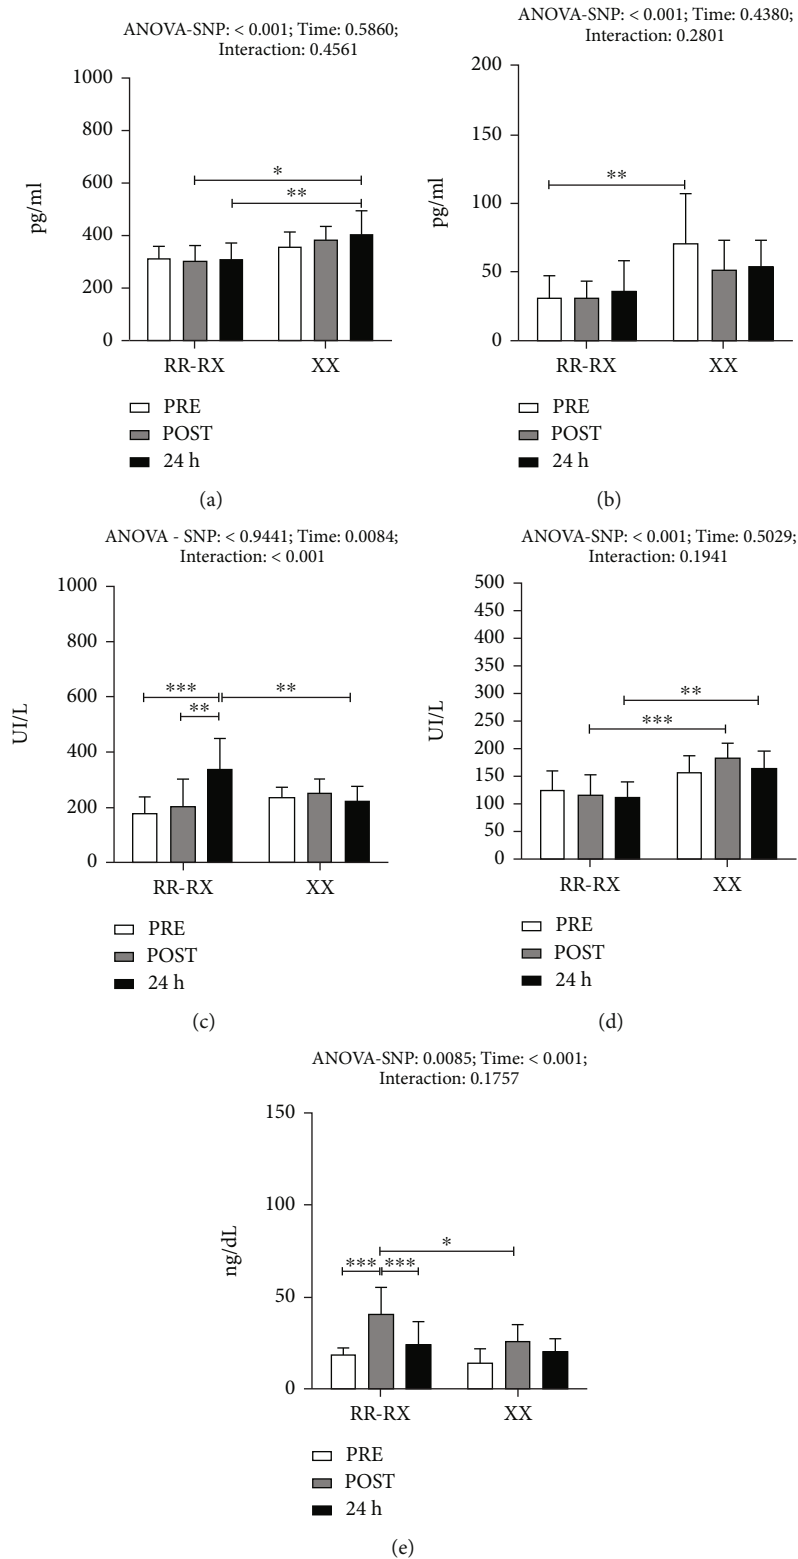 ANOVA-SNP: < 0.001; Time: 0.5860;
Interaction: 0.4561
1000
800
600
400
200
0
pg/ml
*
**
RR-RX
XX
PRE
POST
24 h
(a)
ANOVA-SNP: < 0.001; Time: 0.4380;
Interaction: 0.2801
200
150
100
50
0
pg/ml
**
RR-RX
XX
PRE
POST
24 h
(b)
ANOVA - SNP: < 0.9441; Time: 0.0084;
Interaction: < 0.001
1000
800
600
400
200
0
UI/L
***
**
**
RR-RX
XX
PRE
POST
24 h
(c)
ANOVA-SNP: < 0.001; Time: 0.5029;
Interaction: 0.1941
500
450
400
350
300
250
200
150
100
50
0
UI/L
**
***
RR-RX
XX
PRE
POST
24 h
(d)
ANOVA-SNP: 0.0085; Time: < 0.001;
Interaction: 0.1757
150
100
50
0
ng/dL
*
***
***
RR-RX
XX
PRE
POST
24 h
(e)